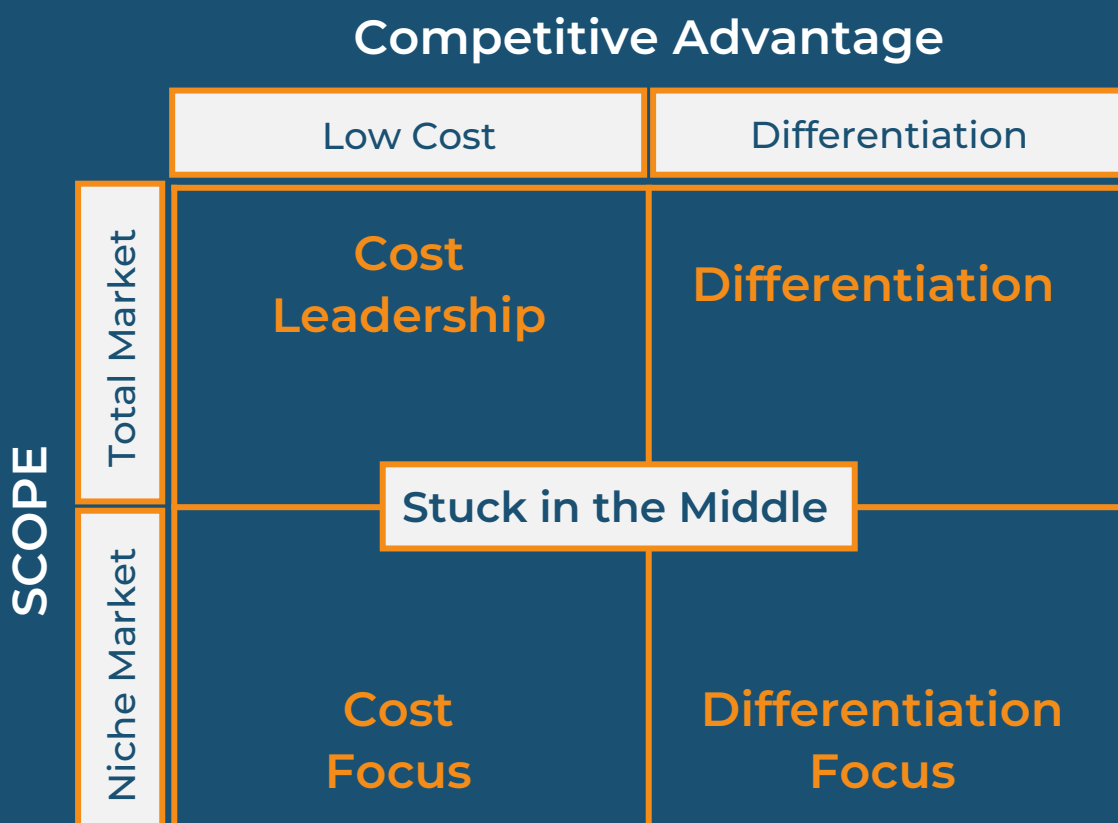 Competitive Advantage
Low Cost
Differentiation
SCOPE
Total Market
Cost
Leadership
Differentiation
Stuck in the Middle
Niche Market
Cost
Focus
Differentiation
Focus